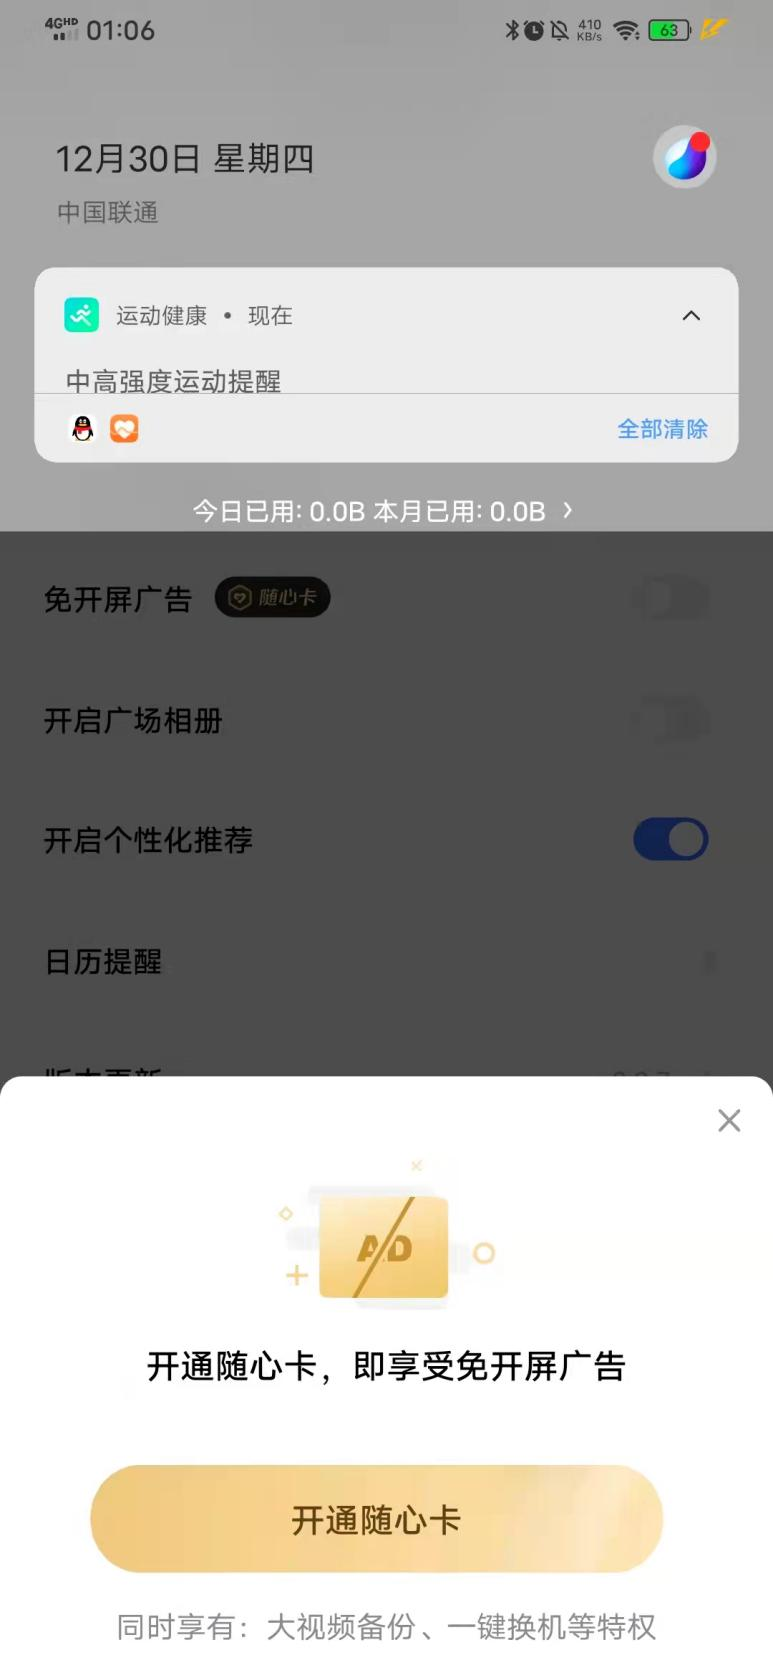 4GHD 01:06 410 KB/s 63
12月30日 星期四
中国联通
运动健康 • 现在
中高强度运动提醒
全部清除
今日已用: 0.0B 本月已用: 0.0B
免开屏广告 随心卡
开启广场相册
开启个性化推荐
日历提醒
版本更新
AD
开通随心卡，即享受免开屏广告
开通随心卡
同时享有：大视频备份、一键换机等特权